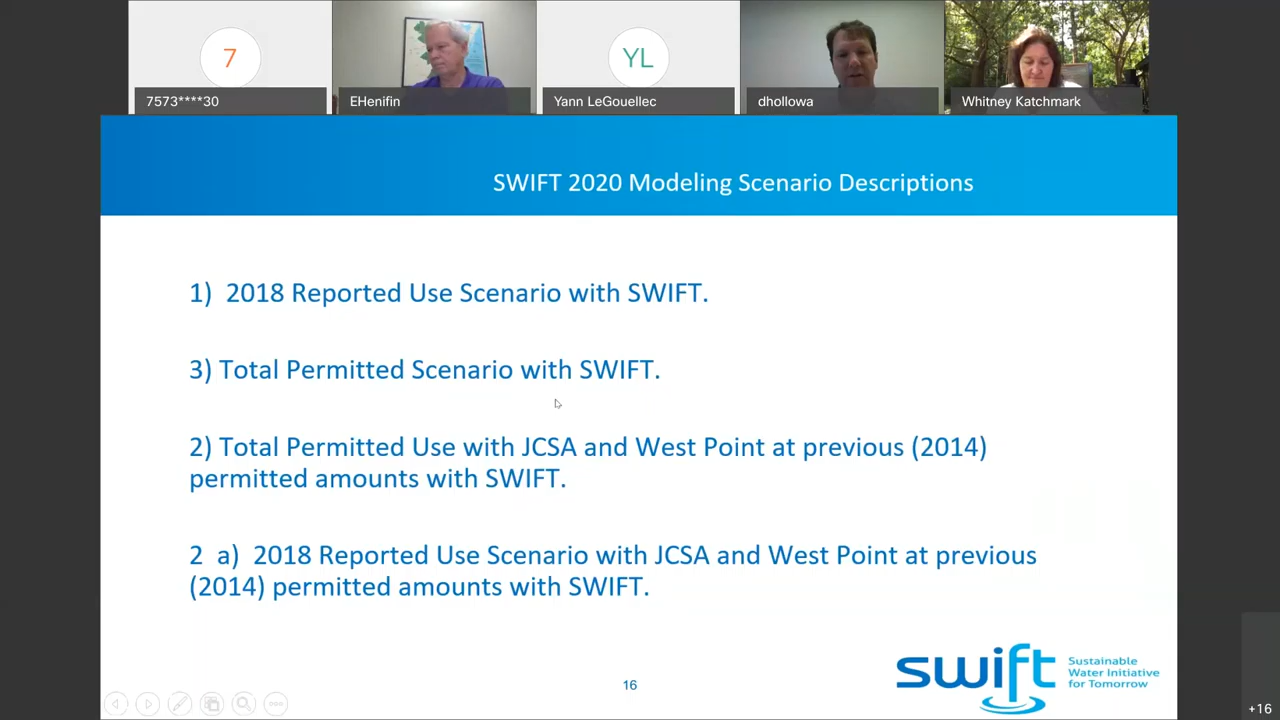 7
7573****30
EHenifin
YL
Yann LeGouellec
dhollowa
Whitney Katchmark
SWIFT 2020 Modeling Scenario Descriptions
1) 2018 Reported Use Scenario with SWIFT.
3) Total Permitted Scenario with SWIFT.
2) Total Permitted Use with JCSA and West Point at previous (2014)
permitted amounts with SWIFT.
2 a) 2018 Reported Use Scenario with JCSA and West Point at previous
(2014) permitted amounts with SWIFT.
swift
Sustainable
Water Initiative
for Tomorrow
16
+16